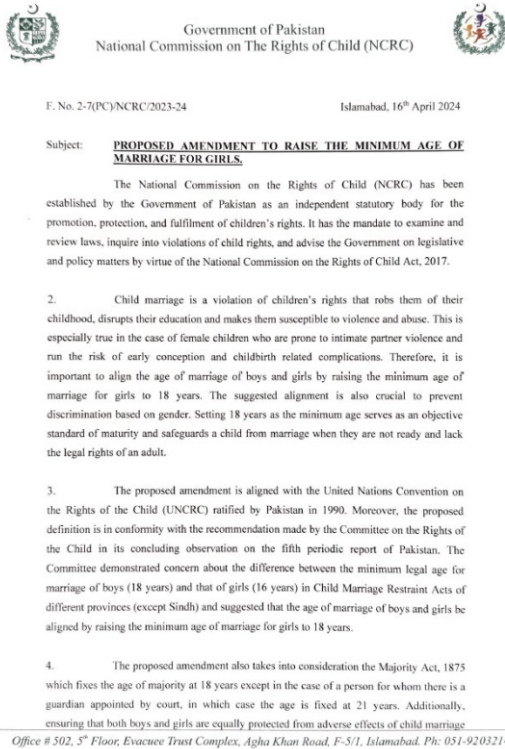 Government of Pakistan
National Commission on The Rights of Child (NCRC)
F. No. 2-7(PC)/NCRC/2023-24 Islamabad, 16th April 2024
Subject: PROPOSED AMENDMENT TO RAISE THE MINIMUM AGE OF
MARRIAGE FOR GIRLS.
The National Commission on the Rights of Child (NCRC) has been
established by the Government of Pakistan as an independent statutory body for the
promotion, protection, and fulfilment of children's rights. It has the mandate to examine and
review laws, inquire into violations of child rights, and advise the Government on legislative
and policy matters by virtue of the National Commission on the Rights of Child Act, 2017.
2. Child marriage is a violation of children's rights that robs them of their
childhood, disrupts their education and makes them susceptible to violence and abuse. This is
especially true in the case of female children who are prone to intimate partner violence and
run the risk of early conception and childbirth related complications. Therefore, it is
important to align the age of marriage of boys and girls by raising the minimum age of
marriage for girls to 18 years. The suggested alignment is also crucial to prevent
discrimination based on gender. Setting 18 years as the minimum age serves as an objective
standard of maturity and safeguards a child from marriage when they are not ready and lack
the legal rights of an adult.
3. The proposed amendment is aligned with the United Nations Convention on
the Rights of the Child (UNCRC) ratified by Pakistan in 1990. Moreover, the proposed
definition is in conformity with the recommendation made by the Committee on the Rights of
the Child in its concluding observation on the fifth periodic report of Pakistan. The
Committee demonstrated concern about the difference between the minimum legal age for
marriage of boys (18 years) and that of girls (16 years) in Child Marriage Restraint Acts of
different provinces (except Sindh) and suggested that the age of marriage of boys and girls be
aligned by raising the minimum age of marriage for girls to 18 years.
4. The proposed amendment also takes into consideration the Majority Act, 1875
which fixes the age of majority at 18 years except in the case of a person for whom there is a
guardian appointed by court, in which case the age is fixed at 21 years. Additionally,
ensuring that both boys and girls are equally protected from adverse effects of child marriage
Office # 502, 5th Floor, Evacuee Trust Complex, Agha Khan Road, F-5/1, Islamabad. Ph: 051-920321